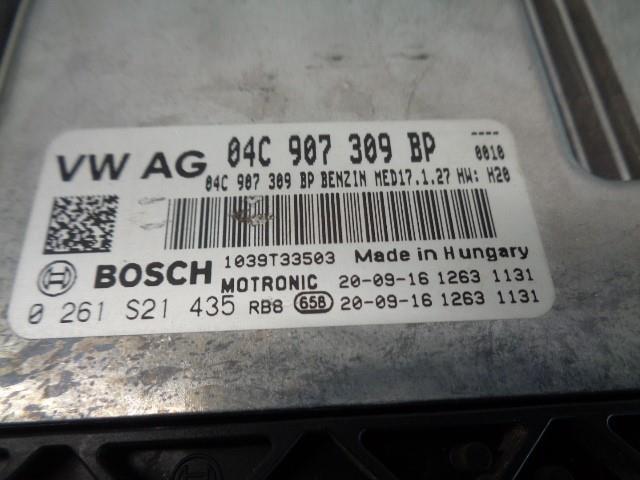 VW AG 04C 907 309 BP ----
0010
04C 907 309 BP BENZIN MED17.1.27 HW: H20
1039T33503 Made in Hungary
BOSCH MOTRONIC 20-09-16 1263 1131
0 261 S21 435 RB8 65B 20-09-16 1263 1131